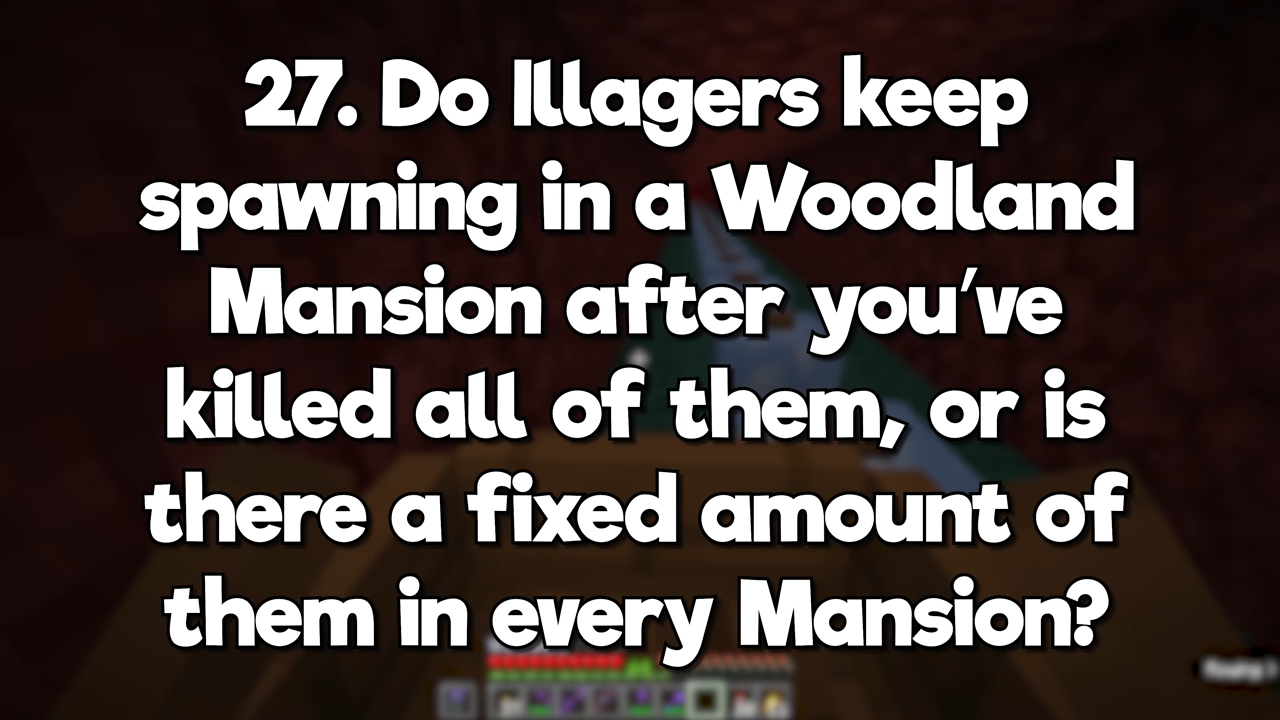 27. Do Illagers keep
spawning in a Woodland
Mansion after you've
killed all of them, or is
there a fixed amount of
them in every Mansion?